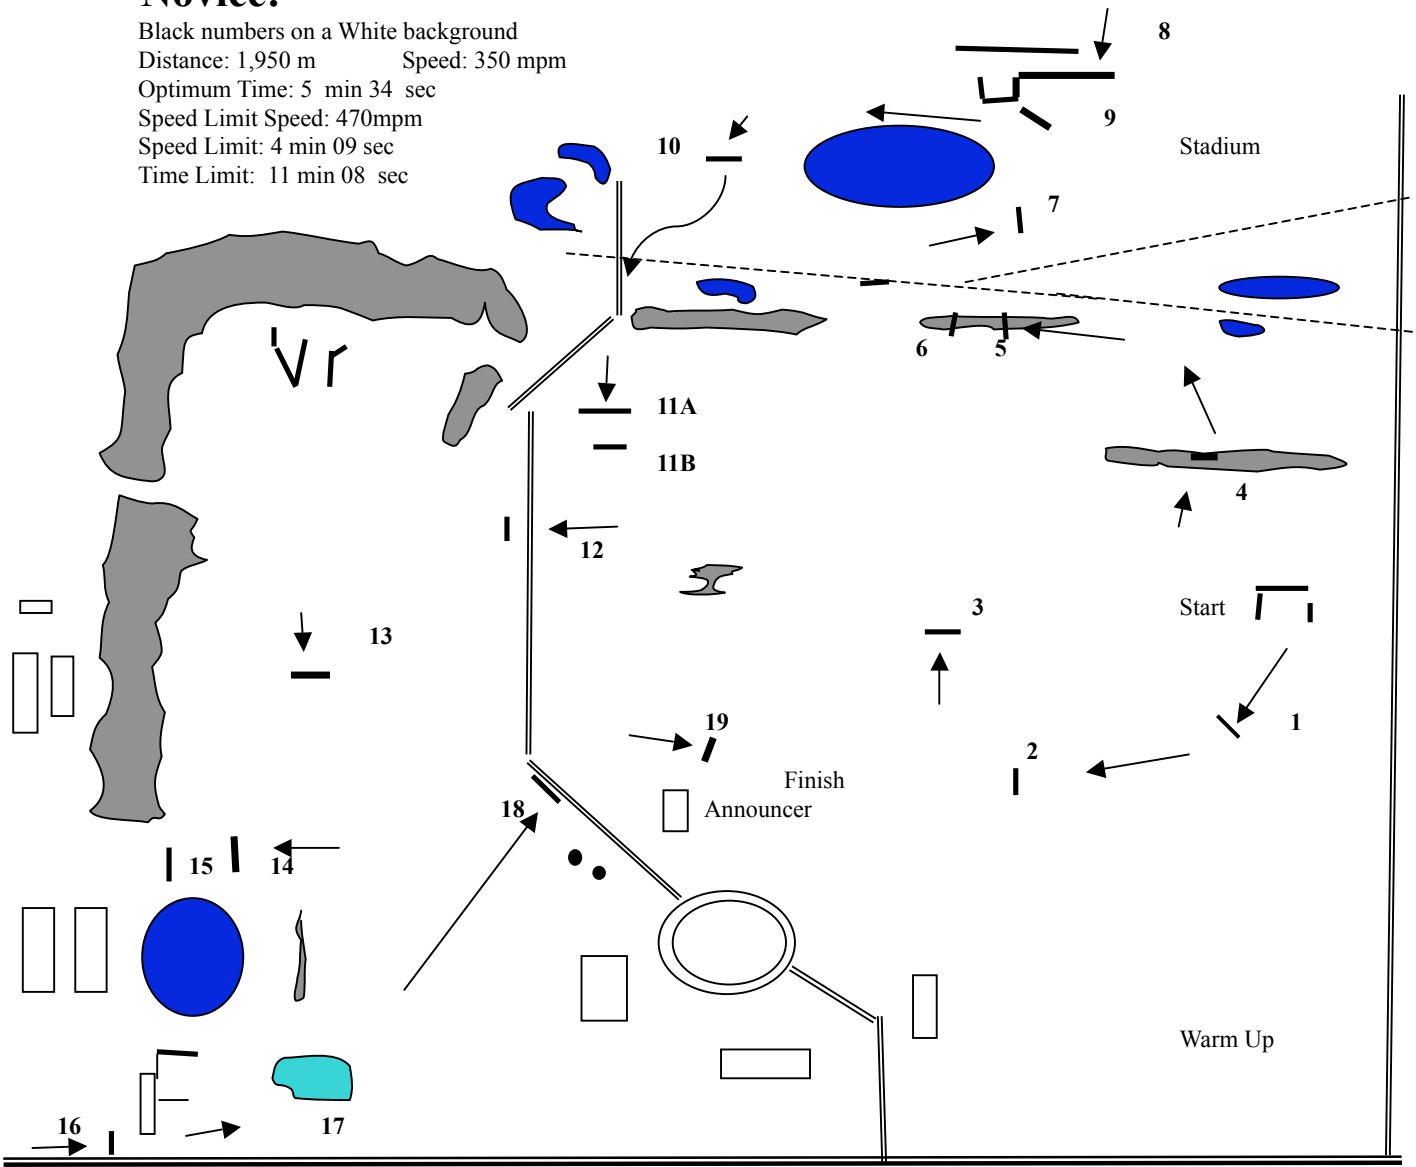 Novice:
Black numbers on a White background
Distance: 1,950 m Speed: 350 mpm
Optimum Time: 5 min 34 sec
Speed Limit Speed: 470mpm
Speed Limit: 4 min 09 sec
Time Limit: 11 min 08 sec
8
9
10
Stadium
7
6
5
11A
11B
4
12
3
Start
13
19
1
2
Finish
18
Announcer
15
14
Warm Up
16
17